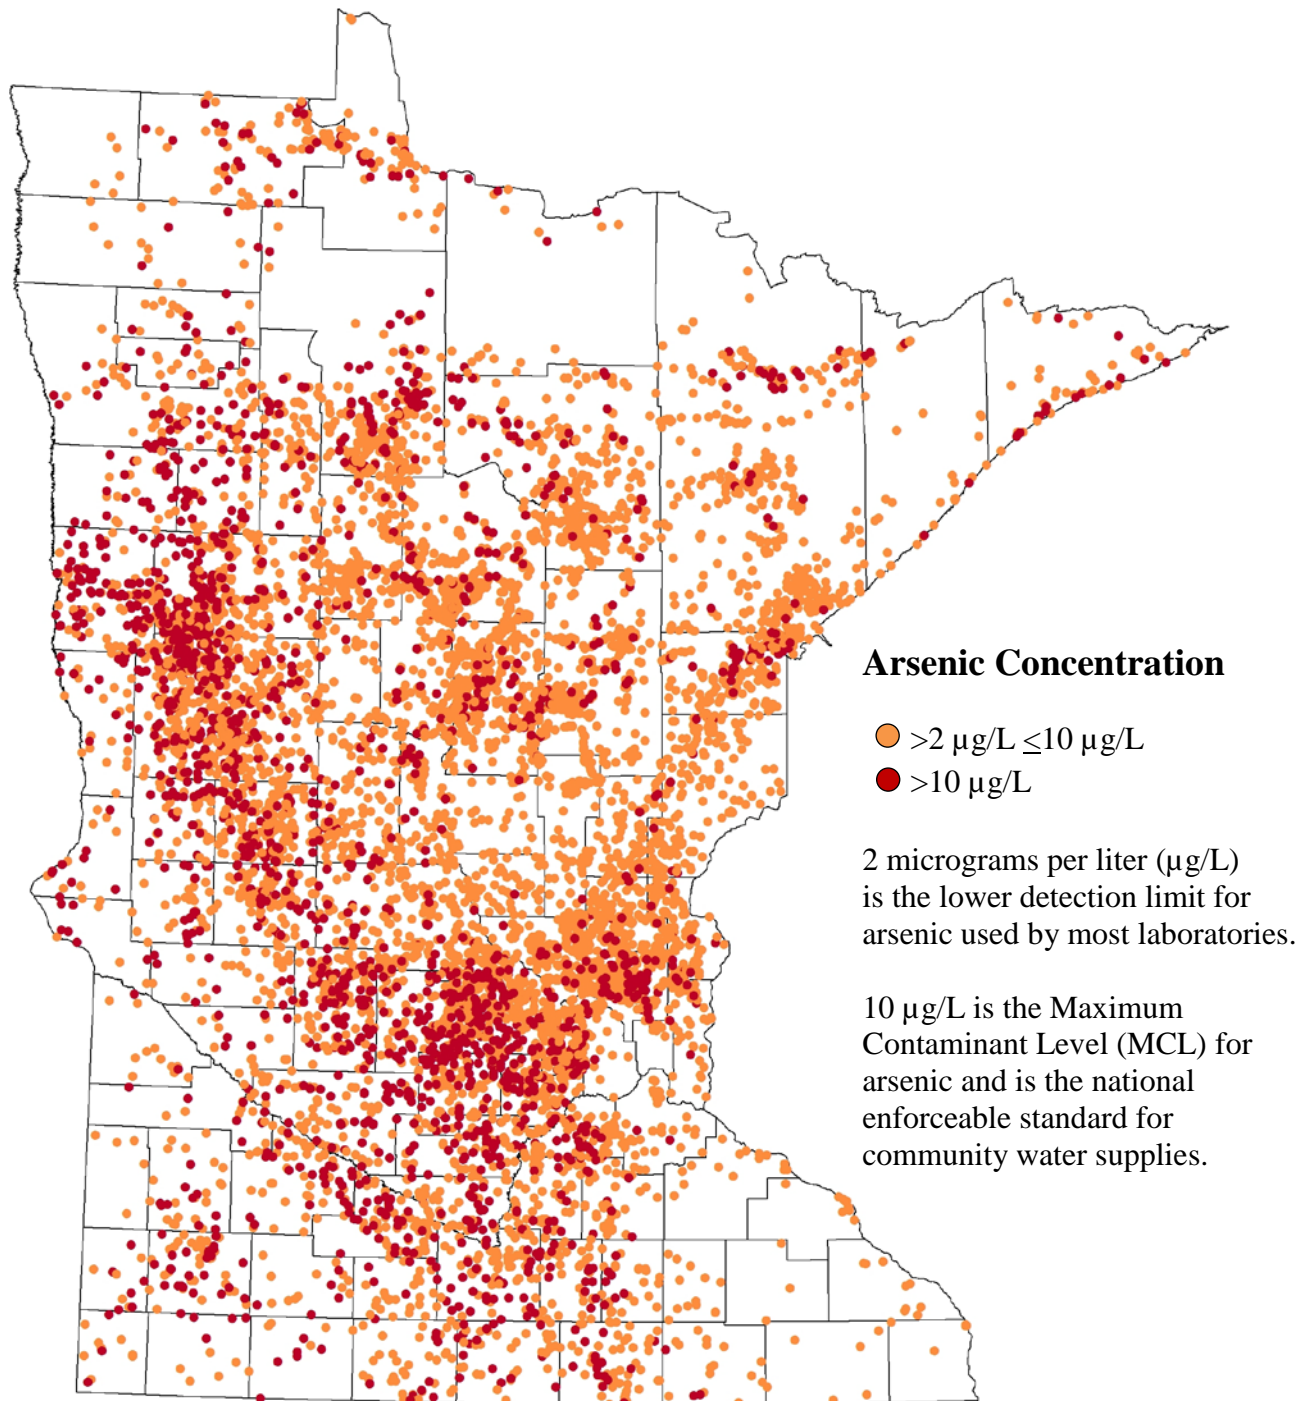 Arsenic Concentration
>2 µg/L ≤10 µg/L
>10 µg/L
2 micrograms per liter (µg/L)
is the lower detection limit for
arsenic used by most laboratories.
10 µg/L is the Maximum
Contaminant Level (MCL) for
arsenic and is the national
enforceable standard for
community water supplies.